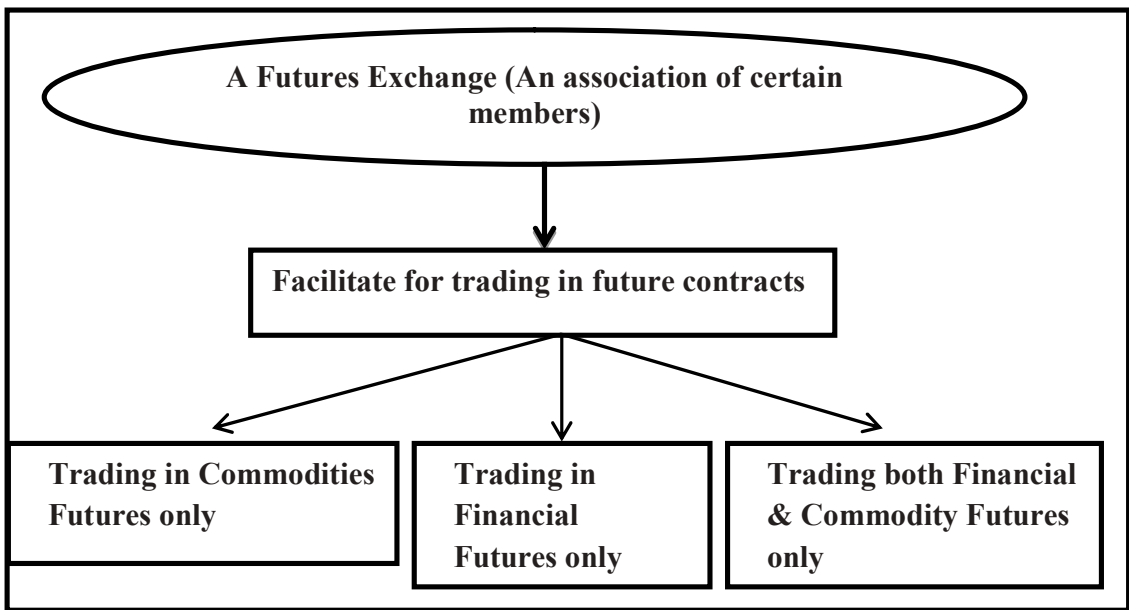 A Futures Exchange (An association of certain
members)
Facilitate for trading in future contracts
Trading in Commodities
Futures only
Trading in
Financial
Futures only
Trading both Financial
& Commodity Futures
only